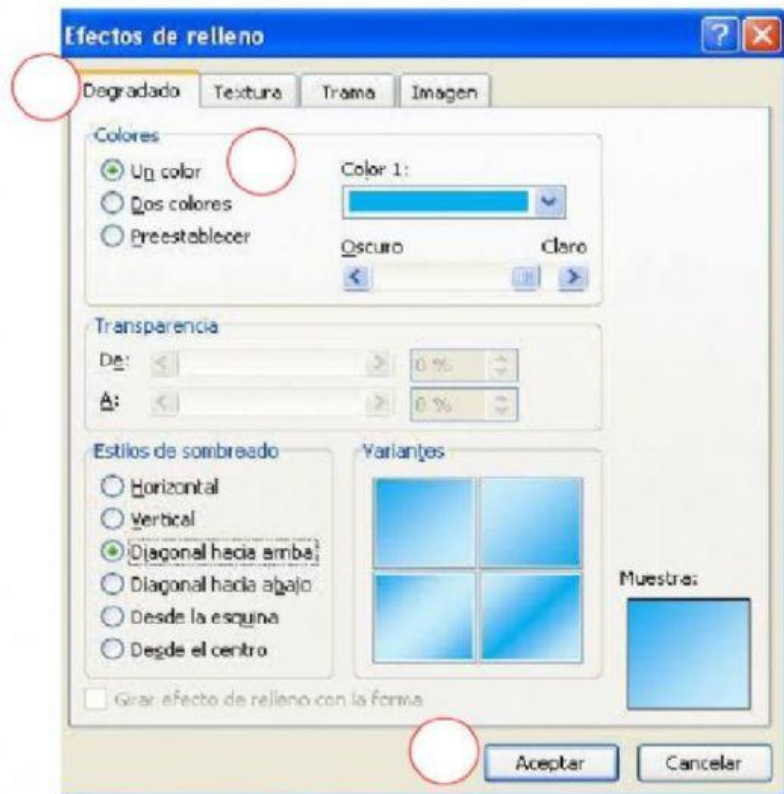 Efectos de relleno
Degradado Textura Trama Imagen
Colores
Un color
Dos colores
Preestablecer
Color 1:
Oscuro Claro
Transparencia
De: 0 %
A: 0 %
Estilos de sombreado
Horizontal
Vertical
Diagonal hacia arriba
Diagonal hacia abajo
Desde la esquina
Desde el centro
Variantes
Muestra:
Girar efecto de relleno con la forma
Aceptar Cancelar